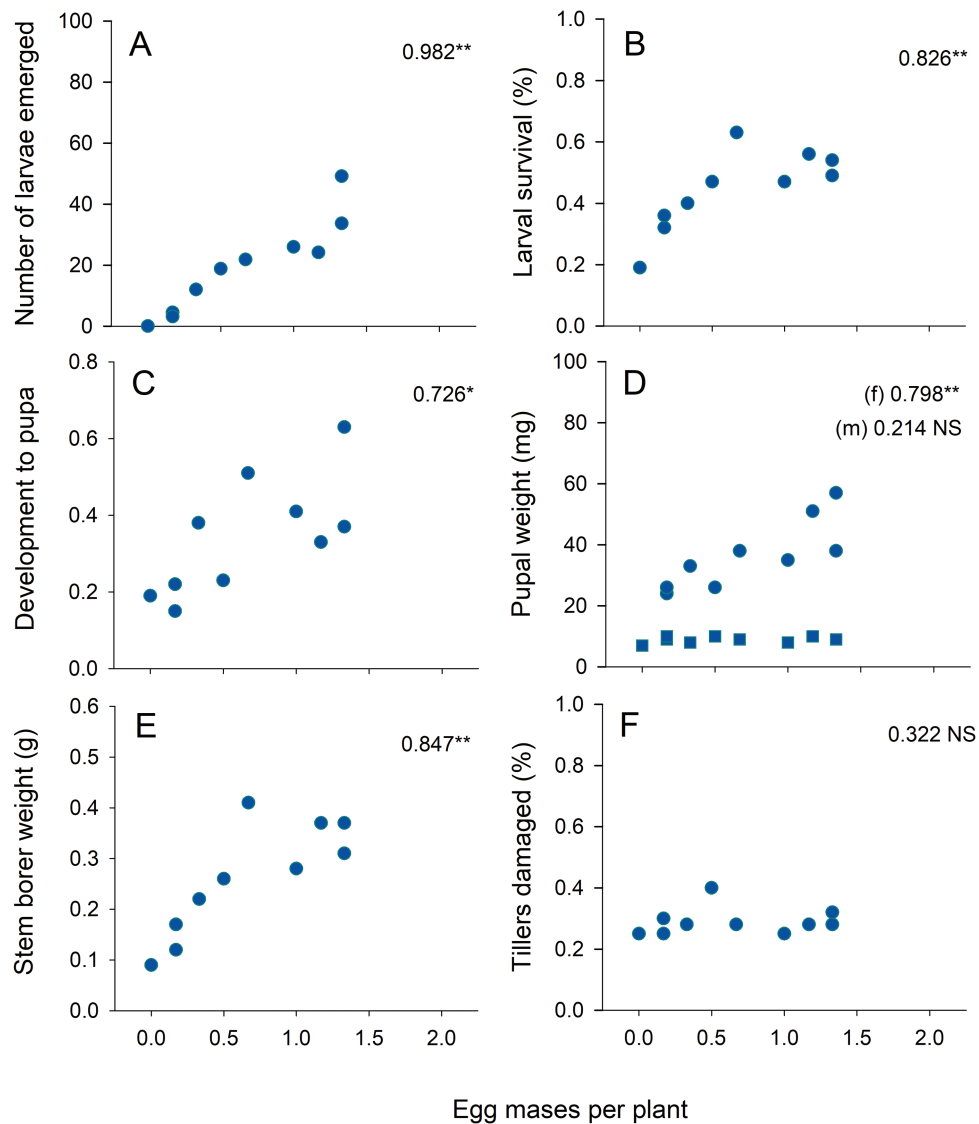 A
0.982**
Number of larvae emerged
100
80
60
40
20
0
B
0.826**
Larval survival (%)
1.0
0.8
0.6
0.4
0.2
0.0
C
0.726*
Development to pupa
0.8
0.6
0.4
0.2
0.0
D
(f) 0.798**
(m) 0.214 NS
Pupal weight (mg)
100
80
60
40
20
0
E
0.847**
Stem borer weight (g)
0.6
0.5
0.4
0.3
0.2
0.1
0.0
0.0 0.5 1.0 1.5 2.0
F
0.322 NS
Tillers damaged (%)
1.0
0.8
0.6
0.4
0.2
0.0
0.0 0.5 1.0 1.5 2.0
Egg mases per plant